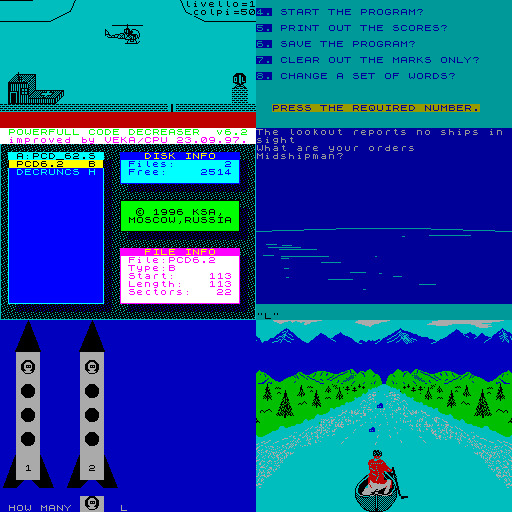 livello=1
colpi=50
4. START THE PROGRAM?
5. PRINT OUT THE SCORES?
6. SAVE THE PROGRAM?
7. CLEAR OUT THE MARKS ONLY?
8. CHANGE A SET OF WORDS?
PRESS THE REQUIRED NUMBER.
POWERFULL CODE DECREASER v6.2
improved by VEKA/CPU 23.09.97.
A:PCD_62.S
PCD6.2 B
DECRUNCS H
DISK INFO
Files: 2
Free: 2514
© 1996 KSA,
MOSCOW,RUSSIA
FILE INFO
File:PCD6.2
Type:B
Start: 113
Length: 113
Sectors: 22
The lookout reports no ships in
sight
What are your orders
Midshipman?
"L"
1
2
HOW MANY L